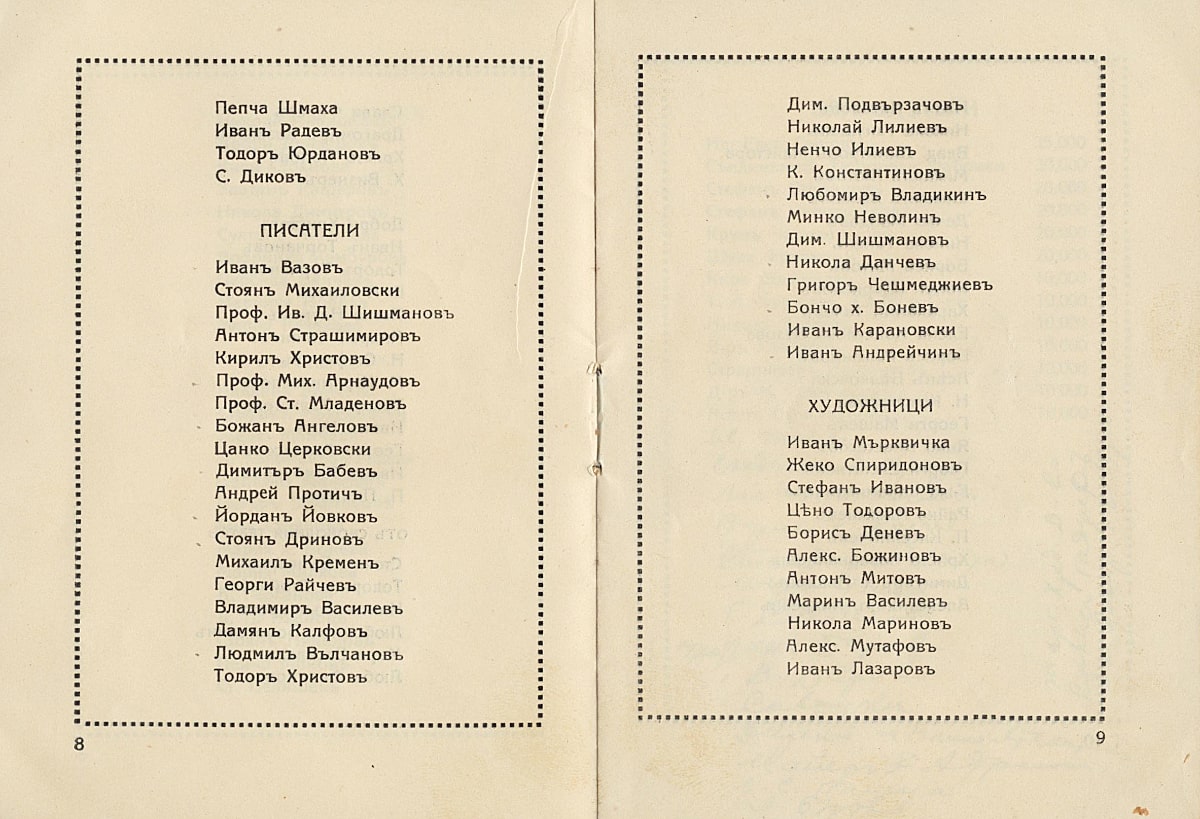 Пепча Шмаха
Иванъ Радевъ
Тодоръ Юрдановъ
С. Диковъ
ПИСАТЕЛИ
Иванъ Вазовъ
Стоянъ Михаиловски
Проф. Ив. Д. Шишмановъ
Антонъ Страшимировъ
Кирилъ Христовъ
Проф. Мих. Арнаудовъ
Проф. Ст. Младеновъ
Божанъ Ангеловъ
Цанко Церковски
Димитъръ Бабевъ
Андрей Протичъ
Йорданъ Йовковъ
Стоянъ Дриновъ
Михаилъ Кременъ
Георги Райчевъ
Владимиръ Василевъ
Дамянъ Калфовъ
Людмилъ Вълчановъ
Тодоръ Христовъ
8
Дим. Подвързачовъ
Николай Лилиевъ
Ненчо Илиевъ
К. Константиновъ
Любомиръ Владикинъ
Минко Неволинъ
Дим. Шишмановъ
Никола Данчевъ
Григоръ Чешмеджиевъ
Бончо х. Боневъ
Иванъ Карановски
Иванъ Андрейчинъ
ХУДОЖНИЦИ
Иванъ Мърквичка
Жеко Спиридоновъ
Стефанъ Ивановъ
Цѣно Тодоровъ
Борисъ Деневъ
Алекс. Божиновъ
Антонъ Митовъ
Маринъ Василевъ
Никола Мариновъ
Алекс. Мутафовъ
Иванъ Лазаровъ
9